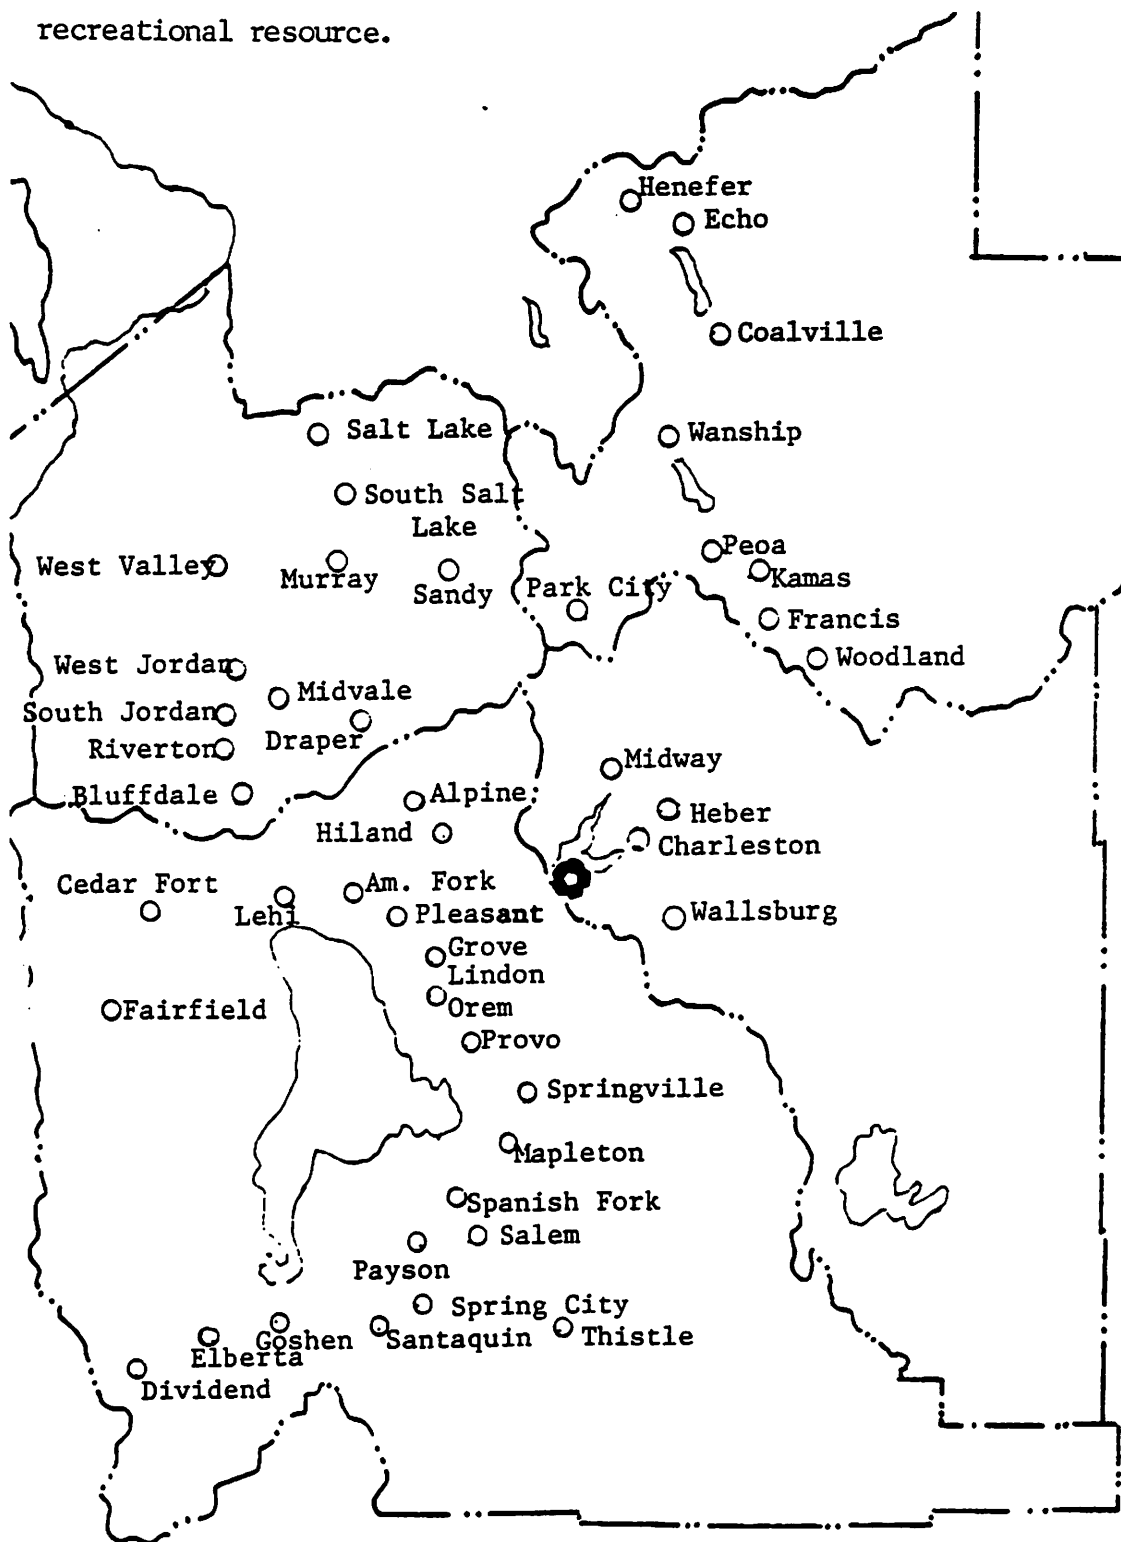 recreational resource.
Henefer
Echo
Coalville
Salt Lake
Wanship
South Salt
Lake
West Valley
Murray
Sandy
Park City
Peoa
Kamas
Francis
Woodland
West Jordan
Midvale
South Jordan
Draper
Riverton
Midway
Bluffdale
Alpine
Heber
Hiland
Charleston
Cedar Fort
Lehi
Am. Fork
Pleasant
Wallsburg
Grove
Lindon
Fairfield
Orem
Provo
Springville
Mapleton
Spanish Fork
Salem
Payson
Spring City
Goshen
Santaquin
Thistle
Elberta
Dividend